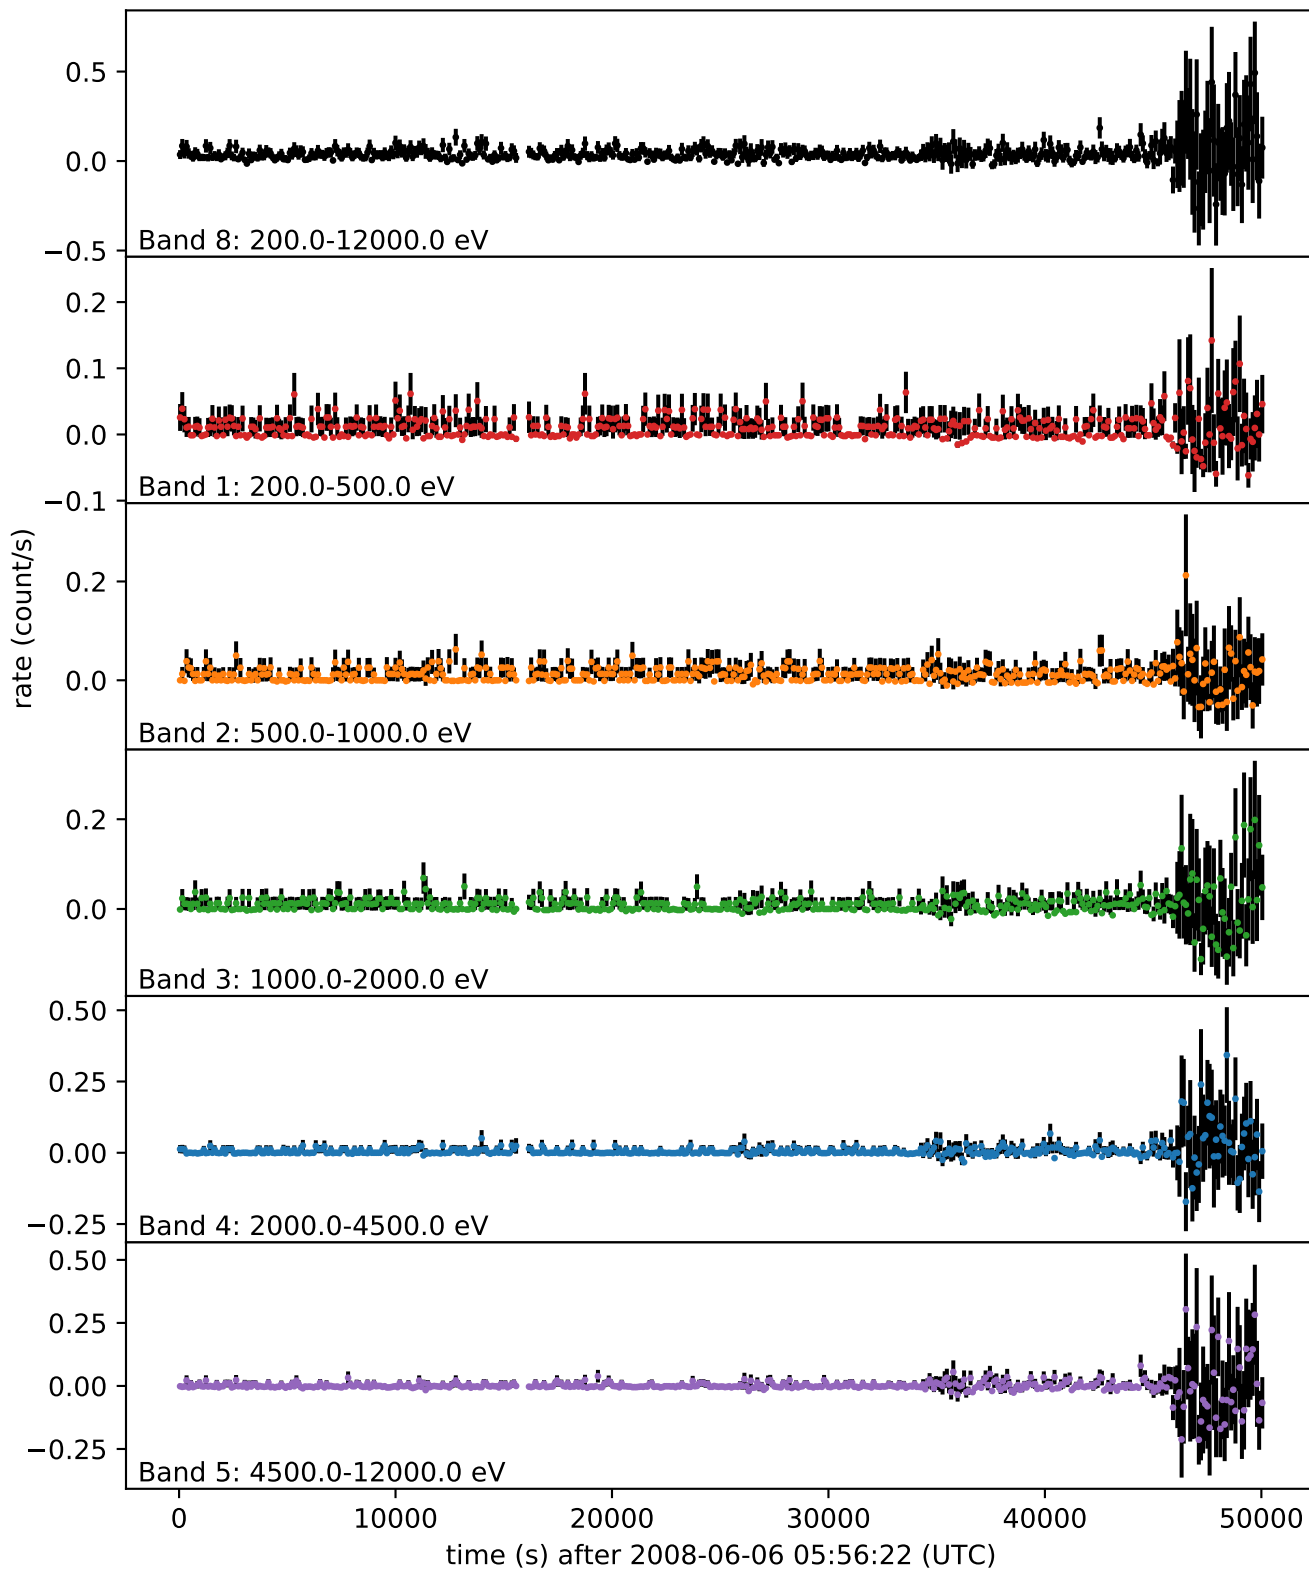 0.5
0.0
−0.5
Band 8: 200.0-12000.0 eV
0.2
0.1
0.0
−0.1
Band 1: 200.0-500.0 eV
0.2
0.0
Band 2: 500.0-1000.0 eV
0.2
0.0
Band 3: 1000.0-2000.0 eV
0.50
0.25
0.00
−0.25
Band 4: 2000.0-4500.0 eV
0.50
0.25
0.00
−0.25
Band 5: 4500.0-12000.0 eV
rate (count/s)
0 10000 20000 30000 40000 50000
time (s) after 2008-06-06 05:56:22 (UTC)